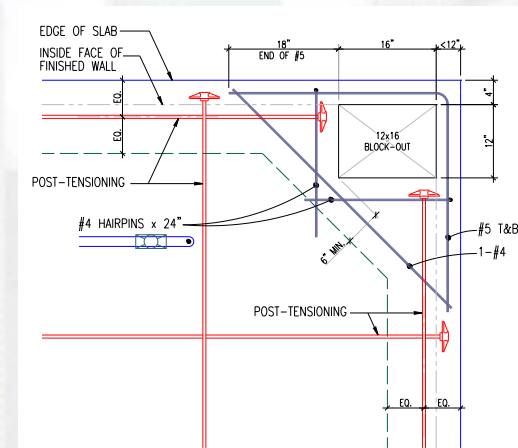 EDGE OF SLAB
INSIDE FACE OF
FINISHED WALL
18"
END OF #5
16"
<12"
4"
12"
EQ.
EQ.
12x16
BLOCK-OUT
POST-TENSIONING
#4 HAIRPINS x 24"
6" MIN.
#5 T&B
1-#4
POST-TENSIONING
EQ.
EQ.